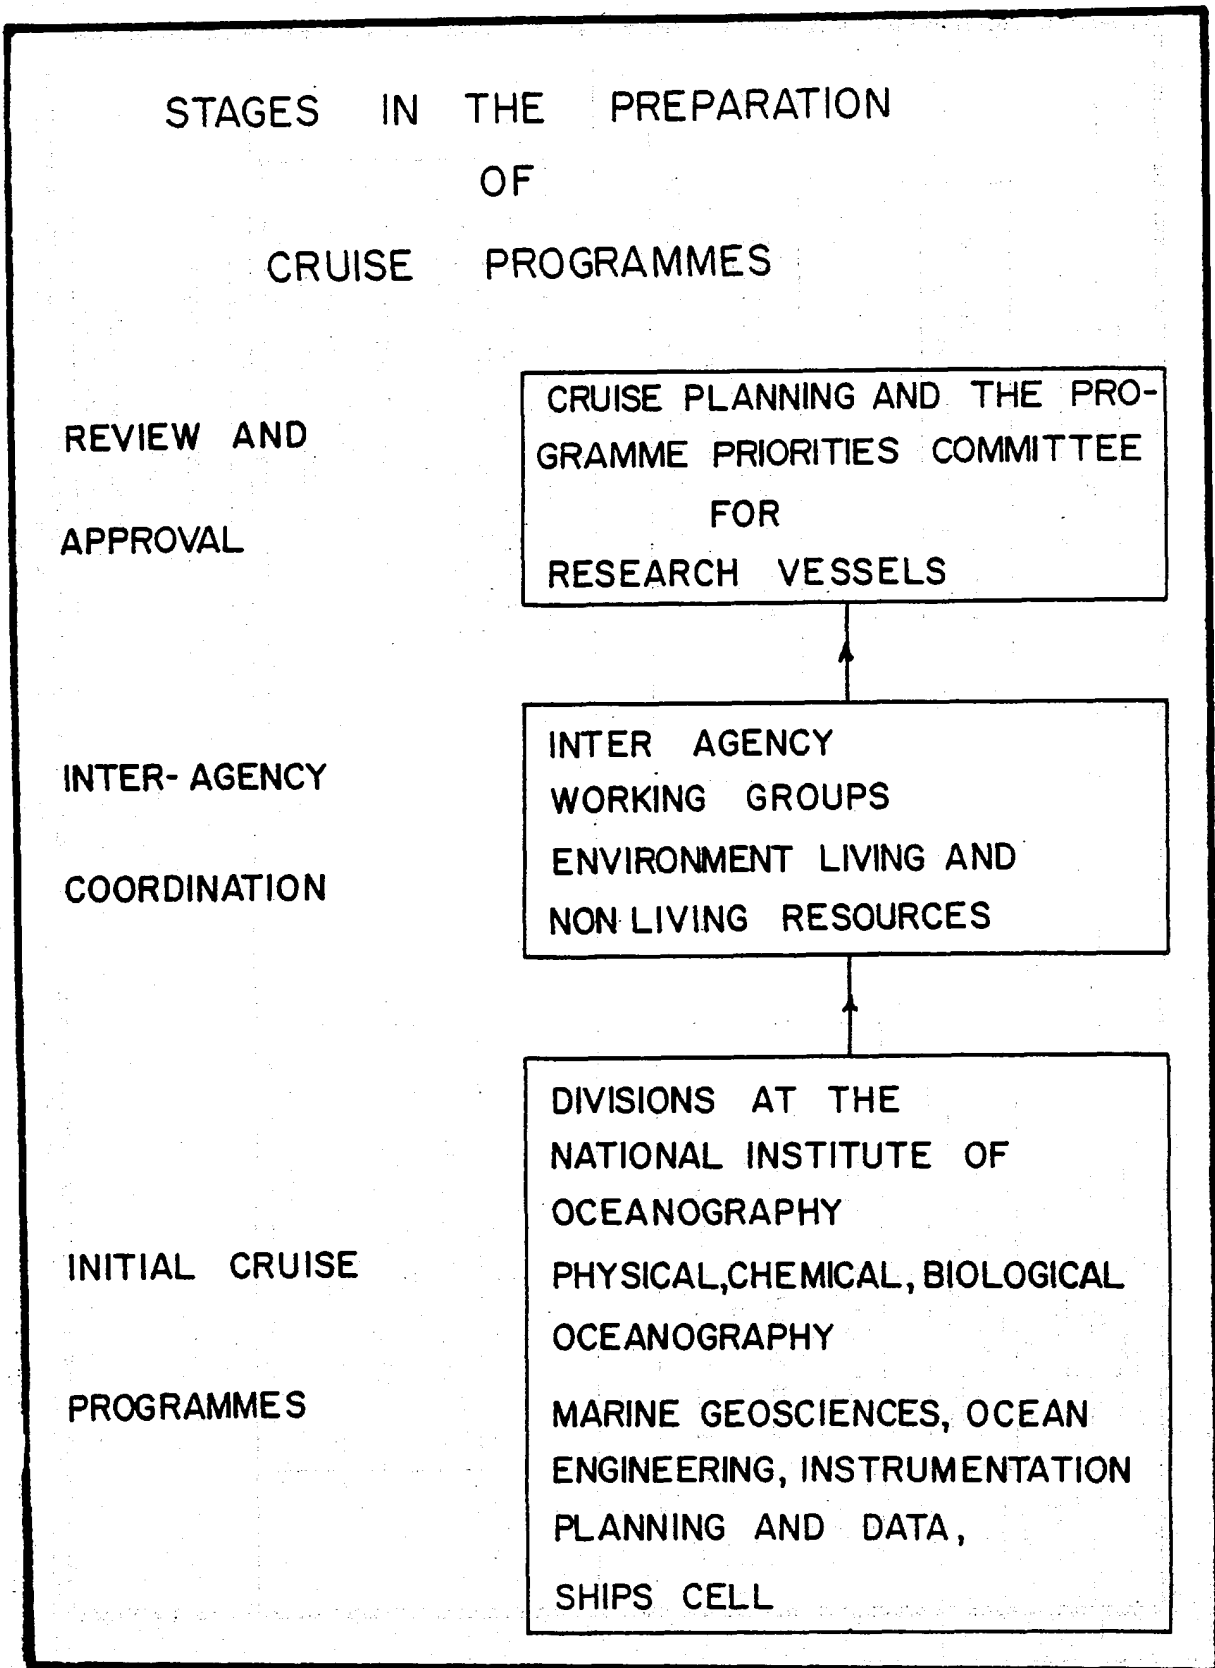 STAGES IN THE PREPARATION
OF
CRUISE PROGRAMMES
REVIEW AND
APPROVAL
CRUISE PLANNING AND THE PRO-
GRAMME PRIORITIES COMMITTEE
FOR
RESEARCH VESSELS
INTER-AGENCY
COORDINATION
INTER AGENCY
WORKING GROUPS
ENVIRONMENT LIVING AND
NON LIVING RESOURCES
INITIAL CRUISE
PROGRAMMES
DIVISIONS AT THE
NATIONAL INSTITUTE OF
OCEANOGRAPHY
PHYSICAL,CHEMICAL, BIOLOGICAL
OCEANOGRAPHY
MARINE GEOSCIENCES, OCEAN
ENGINEERING, INSTRUMENTATION
PLANNING AND DATA,
SHIPS CELL